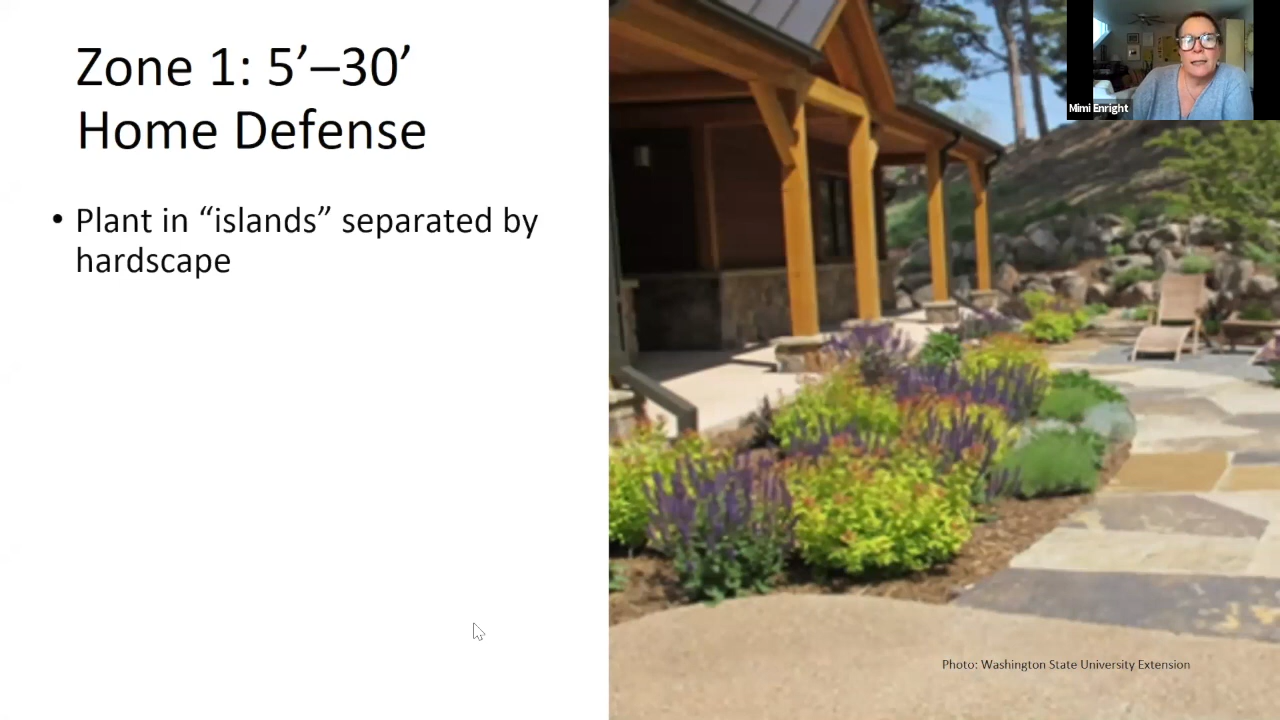 Zone 1: 5’–30’
Home Defense
• Plant in “islands” separated by
hardscape
Mimi Enright
Photo: Washington State University Extension